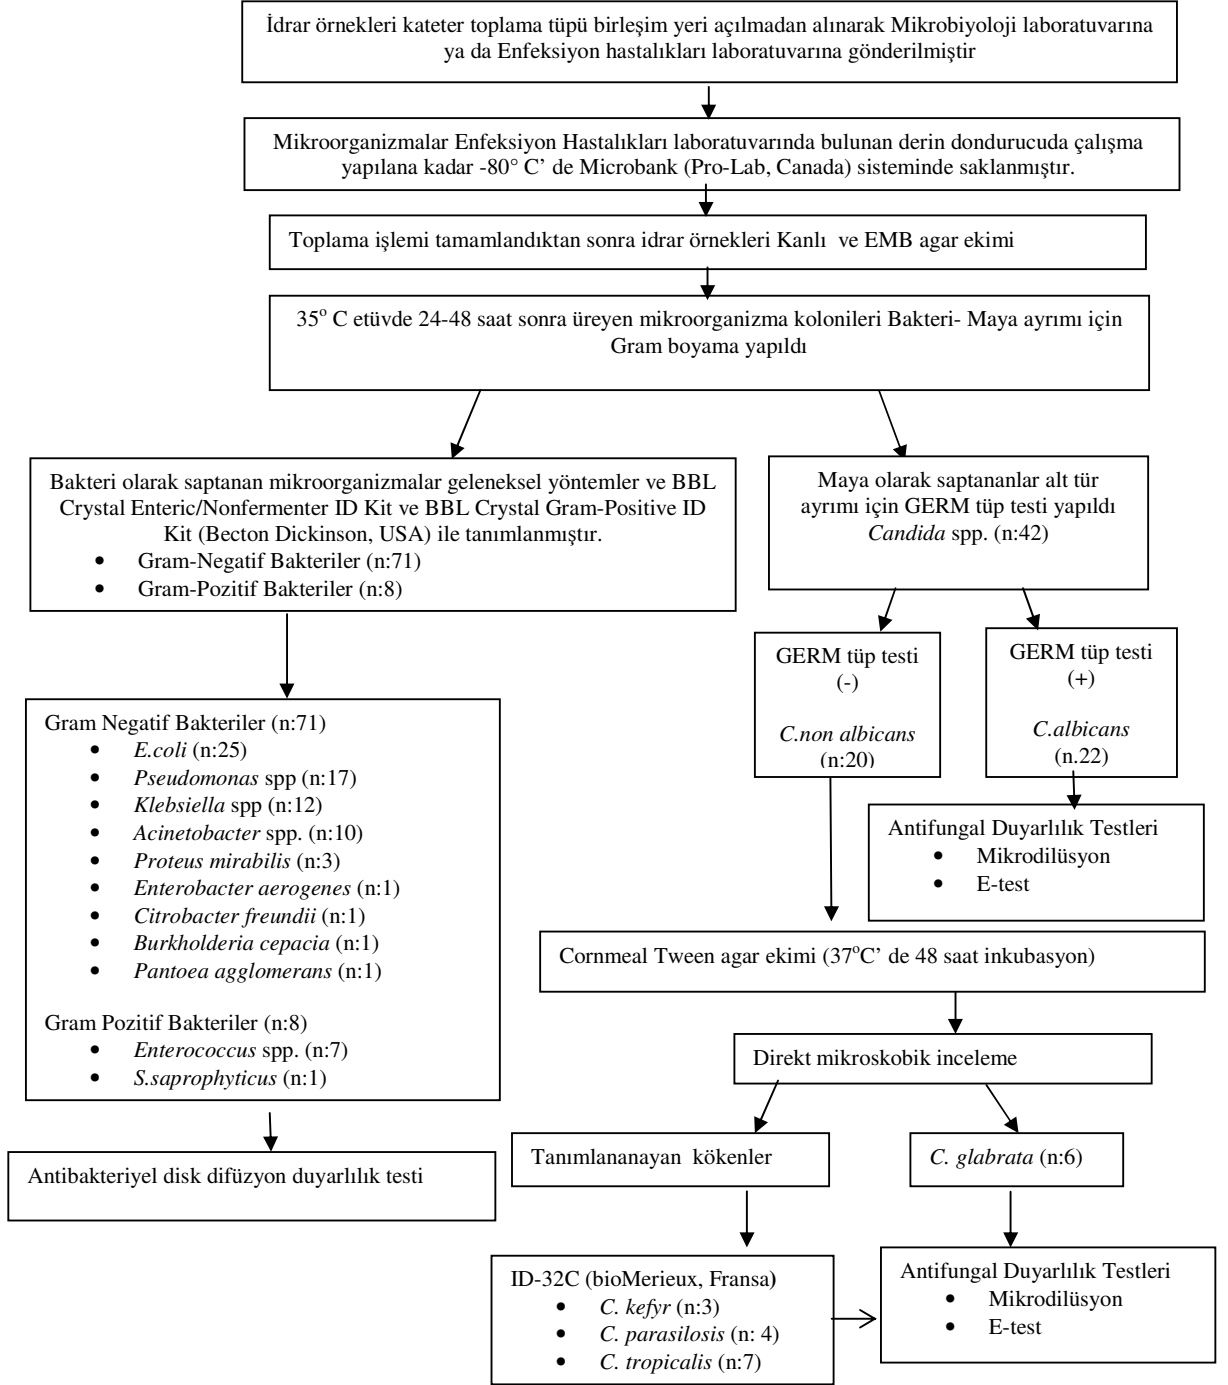 İdrar örnekleri kateter toplama tüpü birleşim yeri açılmadan alınarak Mikrobiyoloji laboratuvarına
ya da Enfeksiyon hastalıkları laboratuvarına gönderilmiştir
Mikroorganizmalar Enfeksiyon Hastalıkları laboratuvarında bulunan derin dondurucuda çalışma
yapılana kadar -80° C’ de Microbank (Pro-Lab, Canada) sisteminde saklanmıştır.
Toplama işlemi tamamlandıktan sonra idrar örnekleri Kanlı ve EMB agar ekimi
35° C etüvde 24-48 saat sonra üreyen mikroorganizma kolonileri Bakteri- Maya ayrımı için
Gram boyama yapıldı
Bakteri olarak saptanan mikroorganizmalar geleneksel yöntemler ve BBL
Crystal Enteric/Nonfermenter ID Kit ve BBL Crystal Gram-Positive ID
Kit (Becton Dickinson, USA) ile tanımlanmıştır.
• Gram-Negatif Bakteriler (n:71)
• Gram-Pozitif Bakteriler (n:8)
Maya olarak saptananlar alt tür
ayrımı için GERM tüp testi yapıldı
Candida spp. (n:42)
GERM tüp testi
(-)
C.non albicans
(n:20)
GERM tüp testi
(+)
C.albicans
(n.22)
Gram Negatif Bakteriler (n:71)
• E.coli (n:25)
• Pseudomonas spp (n:17)
• Klebsiella spp (n:12)
• Acinetobacter spp. (n:10)
• Proteus mirabilis (n:3)
• Enterobacter aerogenes (n:1)
• Citrobacter freundii (n:1)
• Burkholderia cepacia (n:1)
• Pantoea agglomerans (n:1)
Gram Pozitif Bakteriler (n:8)
• Enterococcus spp. (n:7)
• S.saprophyticus (n:1)
Antifungal Duyarlılık Testleri
• Mikrodilüsyon
• E-test
Cornmeal Tween agar ekimi (37°C’ de 48 saat inkubasyon)
Direkt mikroskobik inceleme
Antibakteriyel disk difüzyon duyarlılık testi
Tanımlananayan kökenler
C. glabrata (n:6)
ID-32C (bioMerieux, Fransa)
• C. kefyr (n:3)
• C. parasilosis (n: 4)
• C. tropicalis (n:7)
Antifungal Duyarlılık Testleri
• Mikrodilüsyon
• E-test